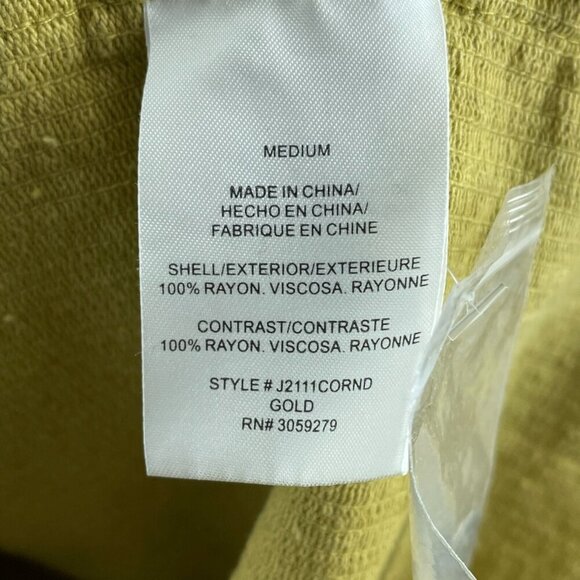 MEDIUM
MADE IN CHINA/
HECHO EN CHINA/
FABRIQUE EN CHINE
SHELL/EXTERIOR/EXTERIEURE
100% RAYON. VISCOSA. RAYONNE
CONTRAST/CONTRASTE
100% RAYON. VISCOSA. RAYONNE
STYLE # J2111CORND
GOLD
RN# 3059279